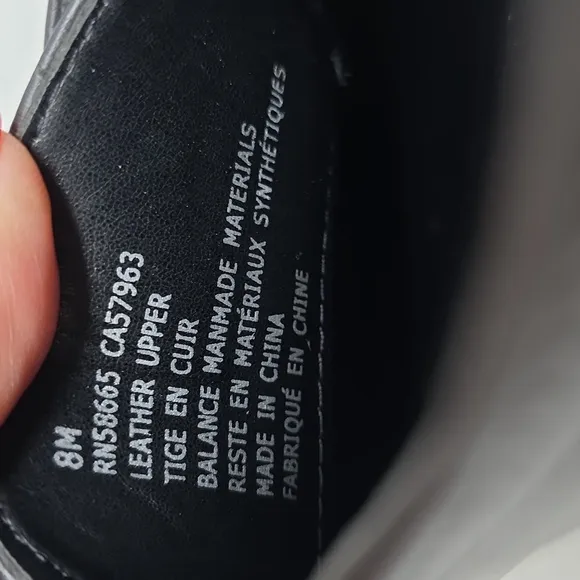 8M
RN58665 CA57963
LEATHER UPPER
TIGE EN CUIR
BALANCE MANMADE MATERIALS
RESTE EN MATÉRIAUX SYNTHÉTIQUES
MADE IN CHINA
FABRIQUÉ EN CHINE